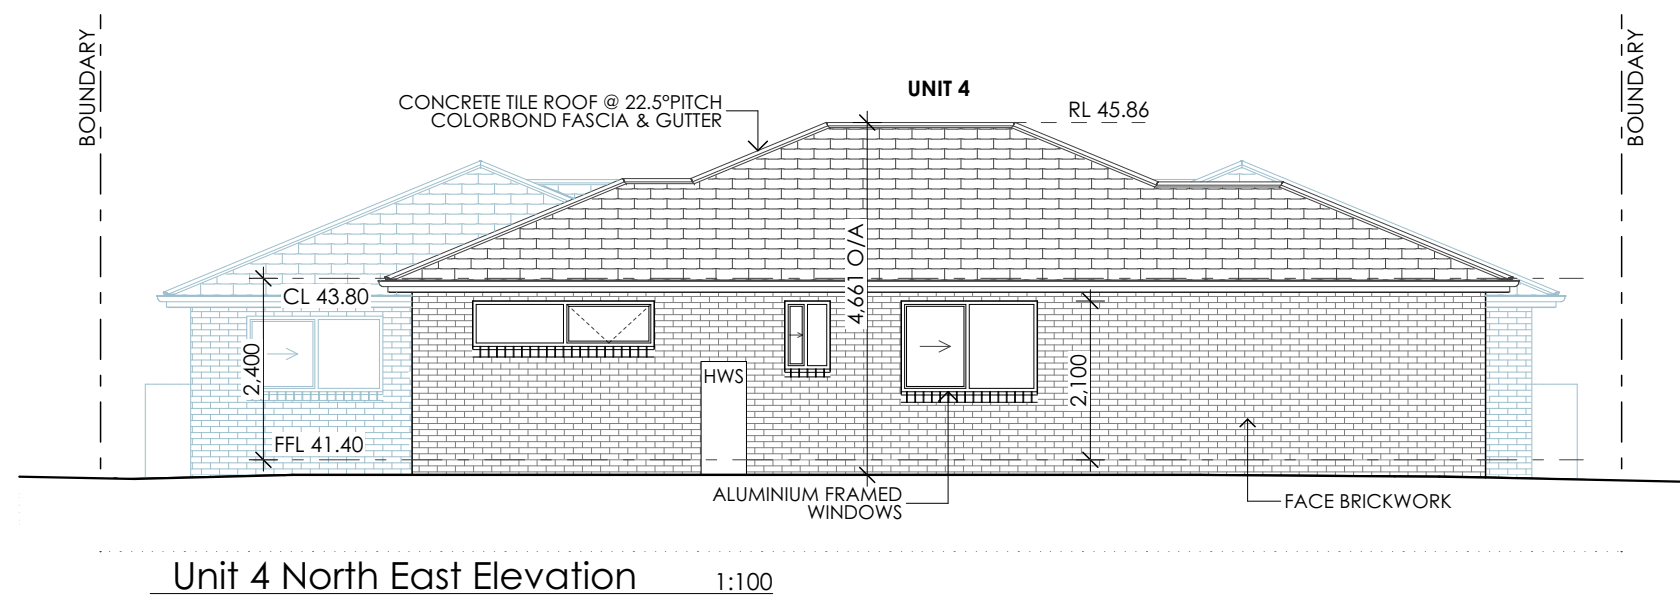 BOUNDARY
UNIT 4
BOUNDARY
CONCRETE TILE ROOF @ 22.5°PITCH
COLORBOND FASCIA & GUTTER
RL 45.86
4,661 O/A
CL 43.80
2,400
HWS
2,100
FFL 41.40
ALUMINIUM FRAMED
WINDOWS
FACE BRICKWORK
Unit 4 North East Elevation 1:100